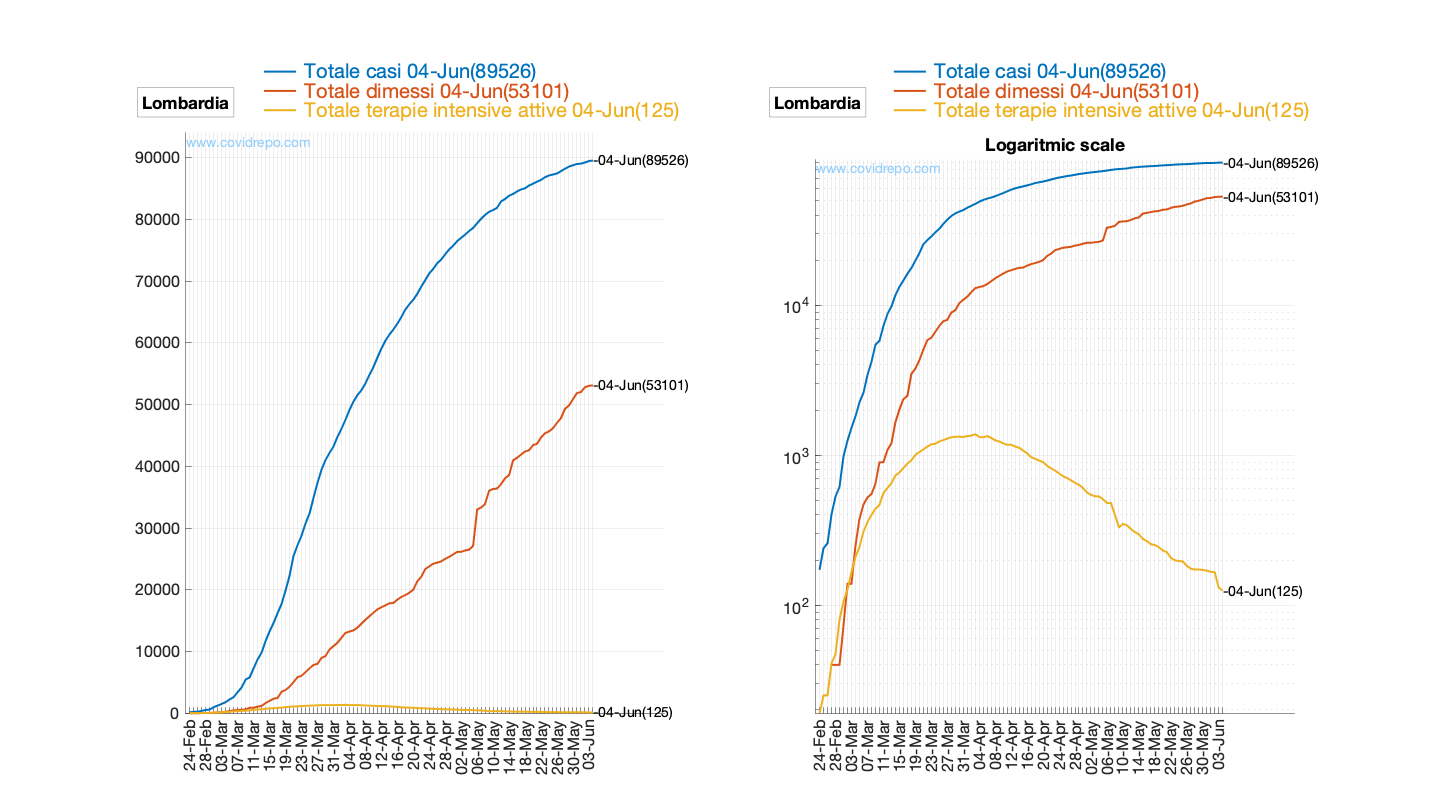 Totale casi 04-Jun(89526)
Totale dimessi 04-Jun(53101)
Totale terapie intensive attive 04-Jun(125)
Lombardia
www.covidrepo.com
90000
80000
70000
60000
50000
40000
30000
20000
10000
0
-04-Jun(89526)
-04-Jun(53101)
-04-Jun(125)
24-Feb
28-Feb
03-Mar
07-Mar
11-Mar
15-Mar
19-Mar
23-Mar
27-Mar
31-Mar
04-Apr
08-Apr
12-Apr
16-Apr
20-Apr
24-Apr
28-Apr
02-May
06-May
10-May
14-May
18-May
22-May
26-May
30-May
03-Jun
Totale casi 04-Jun(89526)
Totale dimessi 04-Jun(53101)
Totale terapie intensive attive 04-Jun(125)
Lombardia
Logaritmic scale
www.covidrepo.com
10^4
10^3
10^2
-04-Jun(89526)
-04-Jun(53101)
-04-Jun(125)
24-Feb
28-Feb
03-Mar
07-Mar
11-Mar
15-Mar
19-Mar
23-Mar
27-Mar
31-Mar
04-Apr
08-Apr
12-Apr
16-Apr
20-Apr
24-Apr
28-Apr
02-May
06-May
10-May
14-May
18-May
22-May
26-May
30-May
03-Jun